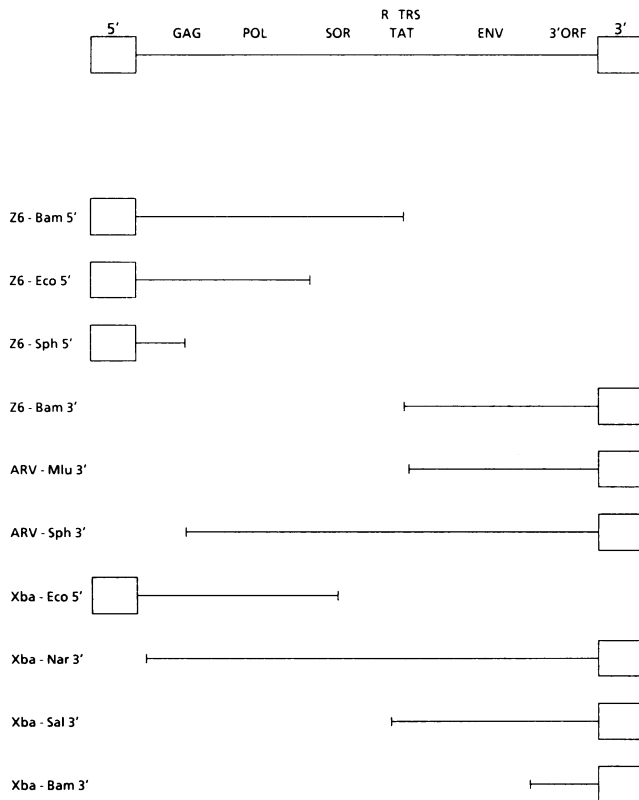 R TRS
5' GAG POL SOR TAT ENV 3'ORF 3'
Z6 - Bam 5'
Z6 - Eco 5'
Z6 - Sph 5'
Z6 - Bam 3'
ARV - Mlu 3'
ARV - Sph 3'
Xba - Eco 5'
Xba - Nar 3'
Xba - Sal 3'
Xba - Bam 3'